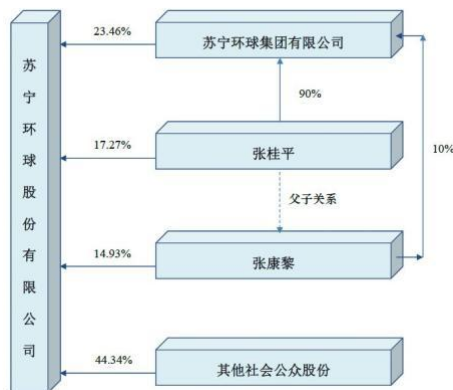 苏宁环球股份有限公司
23.46%
苏宁环球集团有限公司
90%
17.27%
张桂平
10%
父子关系
14.93%
张康黎
44.34%
其他社会公众股份